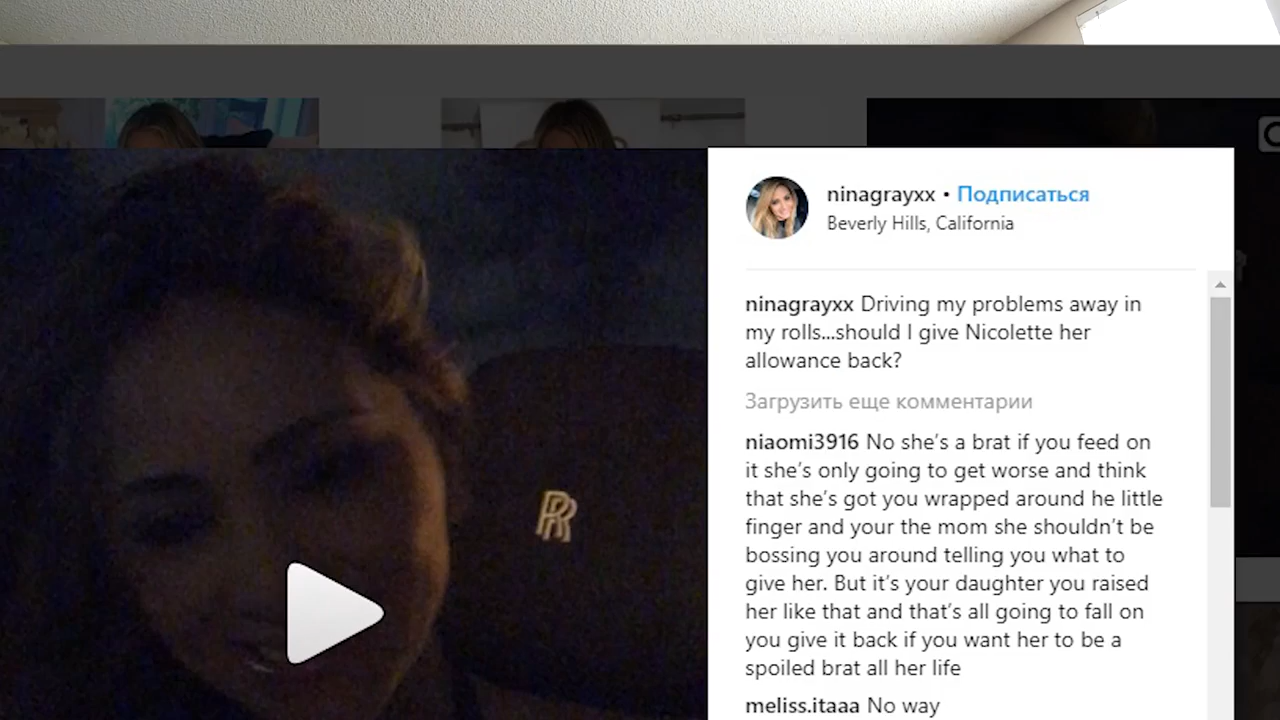 ninagrayxx • Подписаться
Beverly Hills, California
ninagrayxx Driving my problems away in
my rolls...should I give Nicolette her
allowance back?
Загрузить еще комментарии
niaomi3916 No she's a brat if you feed on
it she's only going to get worse and think
that she's got you wrapped around he little
finger and your the mom she shouldn't be
bossing you around telling you what to
give her. But it's your daughter you raised
her like that and that's all going to fall on
you give it back if you want her to be a
spoiled brat all her life
meliss.itaaa No way
RR